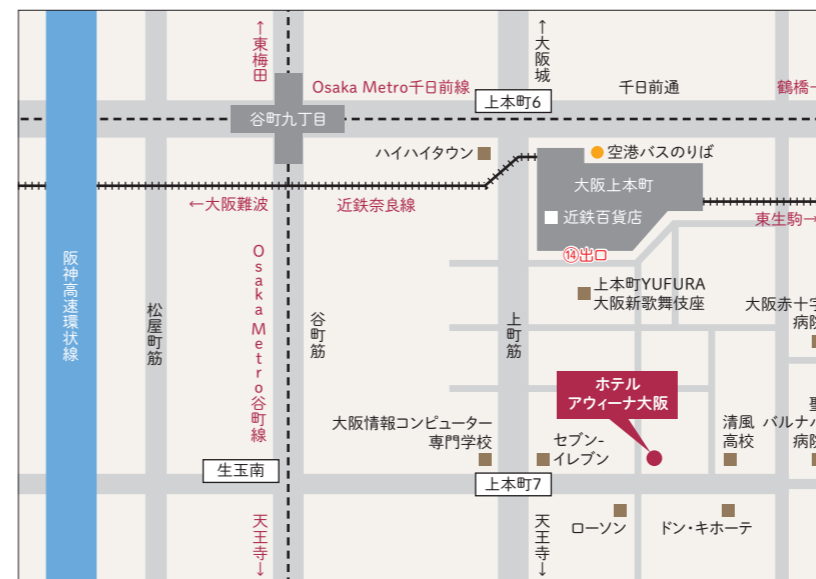 ↑東梅田
Osaka Metro千日前線
↑大阪城
上本町6
千日前通
鶴橋→
谷町九丁目
ハイハイタウン
空港バスのりば
大阪上本町
近鉄百貨店
←大阪難波
近鉄奈良線
東生駒→
⑭出口
阪神高速環状線
松屋町筋
Osaka Metro谷町線
谷町筋
上町筋
上本町YUFURA
大阪新歌舞伎座
大阪赤十字
病院
ホテル
アウィーナ大阪
大阪情報コンピューター
専門学校
セブン-
イレブン
清風
高校
聖
バルナバ
病院
生玉南
上本町7
天王寺↓
天王寺↓
ローソン
ドン・キホーテ